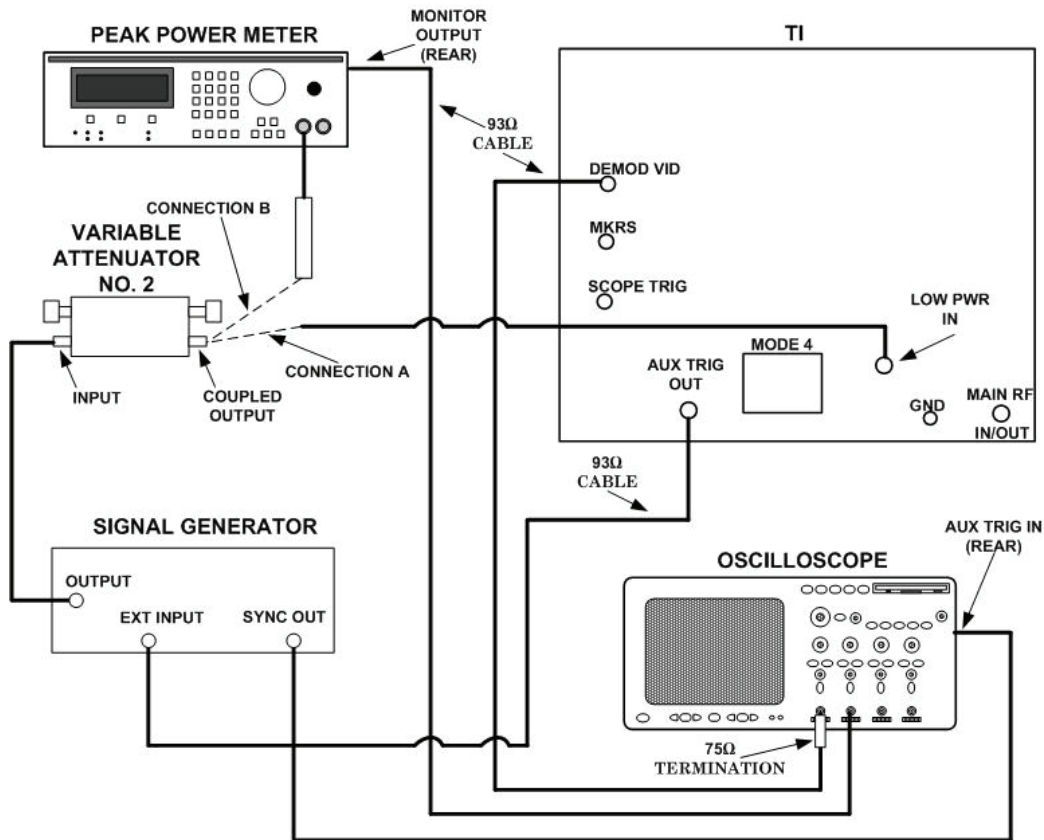 PEAK POWER METER
MONITOR
OUTPUT
(REAR)
TI
93Ω
CABLE
DEMOD VID
CONNECTION B
VARIABLE
ATTENUATOR
NO. 2
MKRS
SCOPE TRIG
LOW PWR
IN
MODE 4
AUX TRIG
OUT
CONNECTION A
INPUT
COUPLED
OUTPUT
GND
MAIN RF
IN/OUT
93Ω
CABLE
SIGNAL GENERATOR
AUX TRIG IN
(REAR)
OSCILLOSCOPE
OUTPUT
EXT INPUT
SYNC OUT
75Ω
TERMINATION